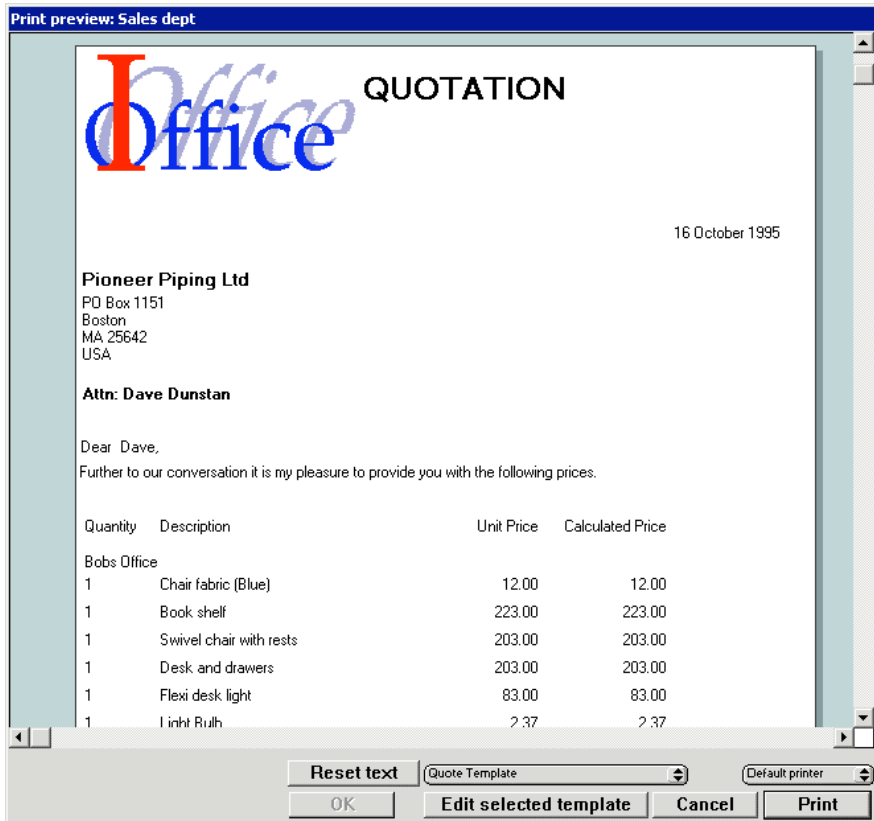 Print preview: Sales dept
IOffice
Office
QUOTATION
16 October 1995
Pioneer Piping Ltd
PO Box 1151
Boston
MA 25642
USA
Attn: Dave Dunstan
Dear Dave,
Further to our conversation it is my pleasure to provide you with the following prices.
Quantity Description Unit Price Calculated Price
Bobs Office
1 Chair fabric (Blue) 12.00 12.00
1 Book shelf 223.00 223.00
1 Swivel chair with rests 203.00 203.00
1 Desk and drawers 203.00 203.00
1 Flexi desk light 83.00 83.00
1 Light Bulb 2.37 2.37
Reset text Quote Template Default printer
OK Edit selected template Cancel Print